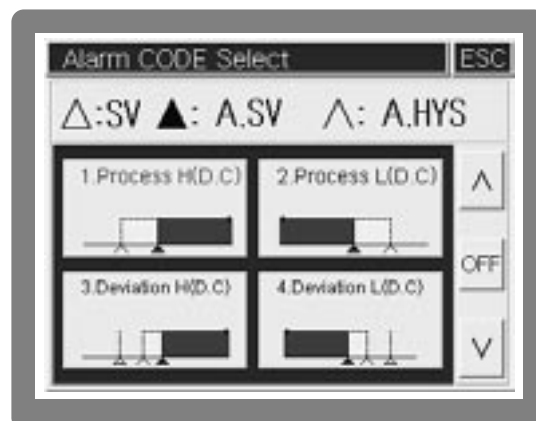 Alarm CODE Select ESC
△:SV ▲: A.SV ∧: A.HYS
1.Process H(D.C) 2.Process L(D.C) ∧
OFF
3.Deviation H(D.C) 4.Deviation L(D.C)
∨